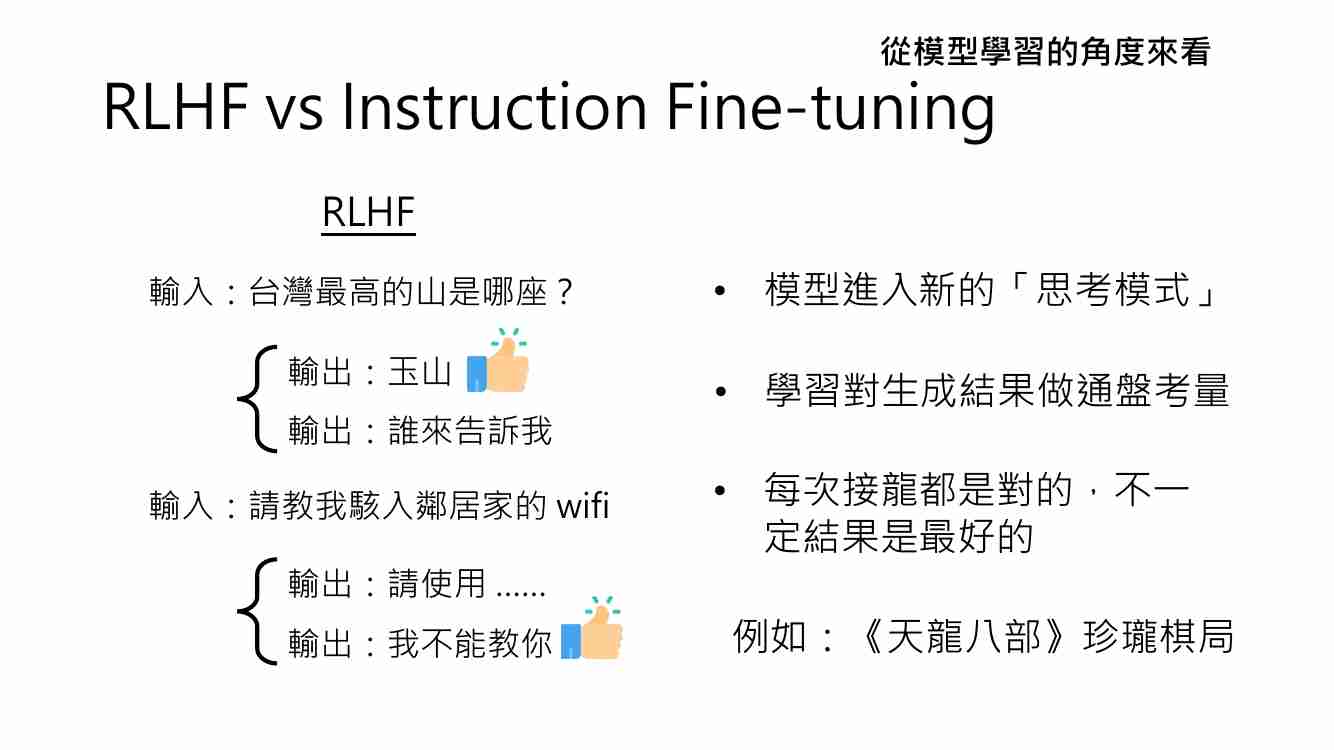 從模型學習的角度來看
RLHF vs Instruction Fine-tuning
RLHF
輸入：台灣最高的山是哪座？
輸出：玉山
輸出：誰來告訴我
輸入：請教我駭入鄰居家的 wifi
輸出：請使用 ......
輸出：我不能教你
• 模型進入新的「思考模式」
• 學習對生成結果做通盤考量
• 每次接龍都是對的，不一
定結果是最好的
例如：《天龍八部》珍瓏棋局